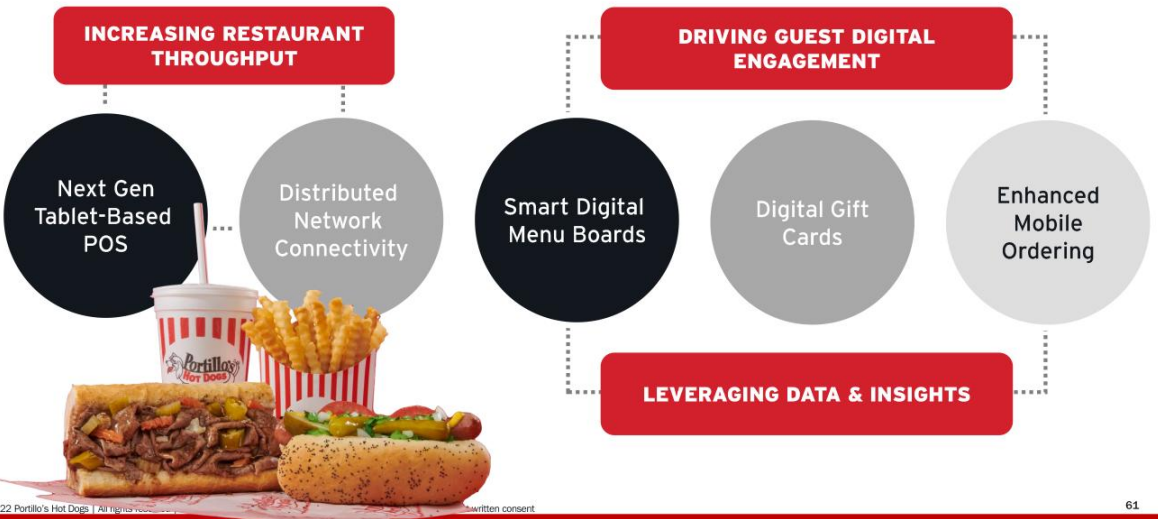 INCREASING RESTAURANT
THROUGHPUT
DRIVING GUEST DIGITAL
ENGAGEMENT
Next Gen
Tablet-Based
POS
Distributed
Network
Connectivity
Smart Digital
Menu Boards
Digital Gift
Cards
Enhanced
Mobile
Ordering
Portillo's
HOT DOGS
LEVERAGING DATA & INSIGHTS
22 Portillo's Hot Dogs | All rights written consent
61